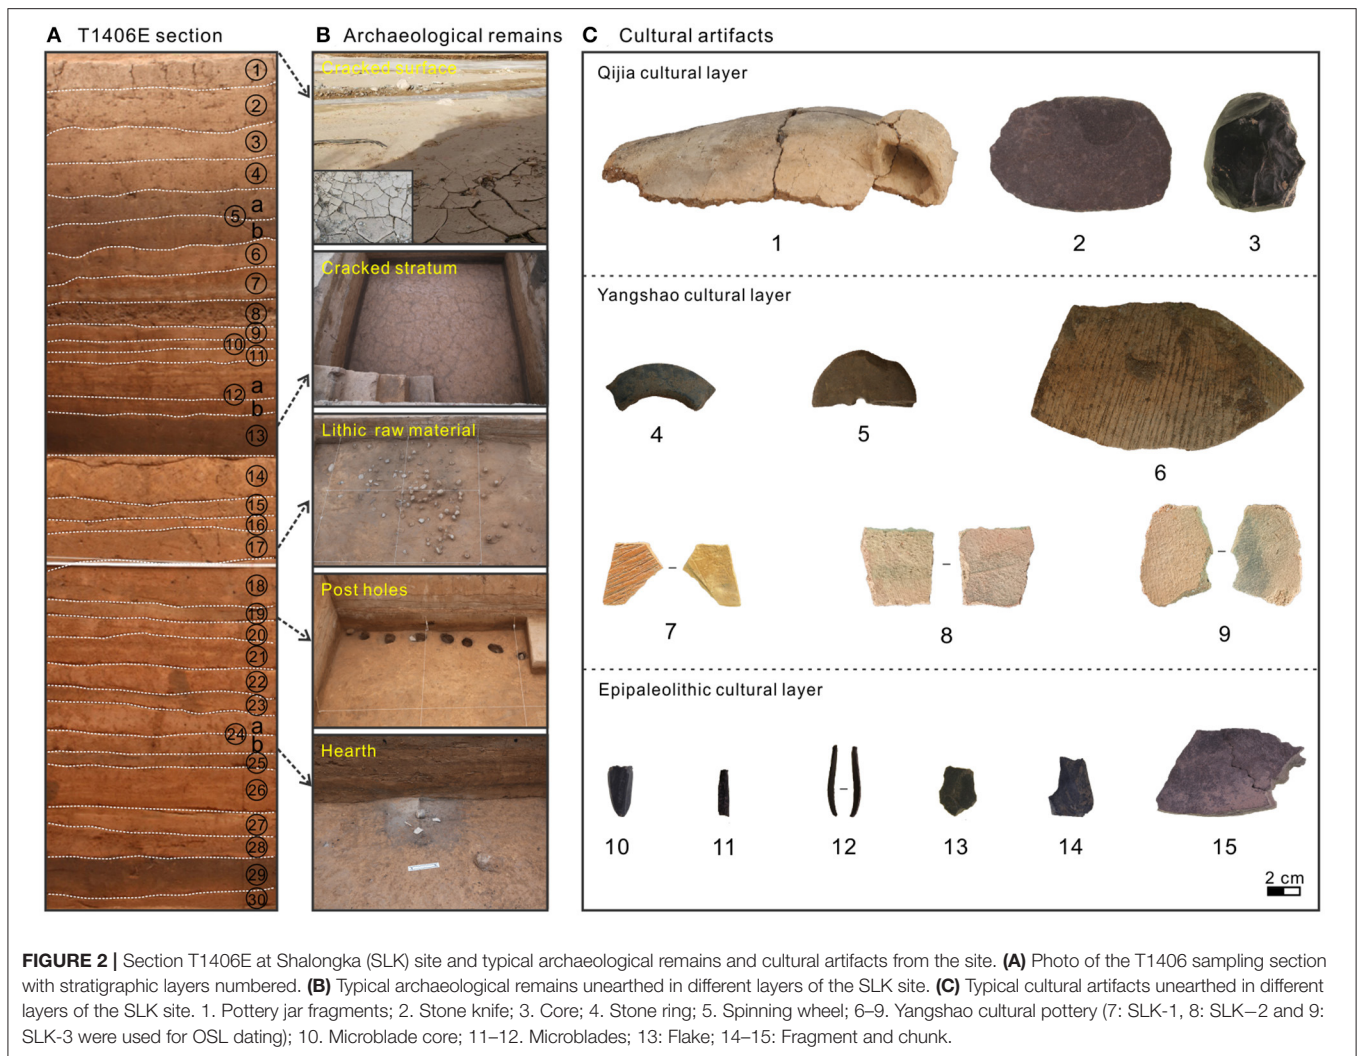 A T1406E section
B Archaeological remains
C Cultural artifacts
①
②
③
④
a
⑤
b
⑥
⑦
⑧
⑨
⑩
⑪
a
⑫
b
⑬
⑭
⑮
⑯
⑰
⑱
⑲
⑳
㉑
㉒
㉓
a
㉔
b
㉕
㉖
㉗
㉘
㉙
㉚
Cracked surface
Cracked stratum
Lithic raw material
Post holes
Hearth
Qijia cultural layer
1 2 3
Yangshao cultural layer
4 5
6
7 – 8 – 9 –
Epipaleolithic cultural layer
–
10 11 12 13 14 15
2 cm
FIGURE 2 | Section T1406E at Shalongka (SLK) site and typical archaeological remains and cultural artifacts from the site. (A) Photo of the T1406 sampling section
with stratigraphic layers numbered. (B) Typical archaeological remains unearthed in different layers of the SLK site. (C) Typical cultural artifacts unearthed in different
layers of the SLK site. 1. Pottery jar fragments; 2. Stone knife; 3. Core; 4. Stone ring; 5. Spinning wheel; 6–9. Yangshao cultural pottery (7: SLK-1, 8: SLK–2 and 9:
SLK-3 were used for OSL dating); 10. Microblade core; 11–12. Microblades; 13: Flake; 14–15: Fragment and chunk.